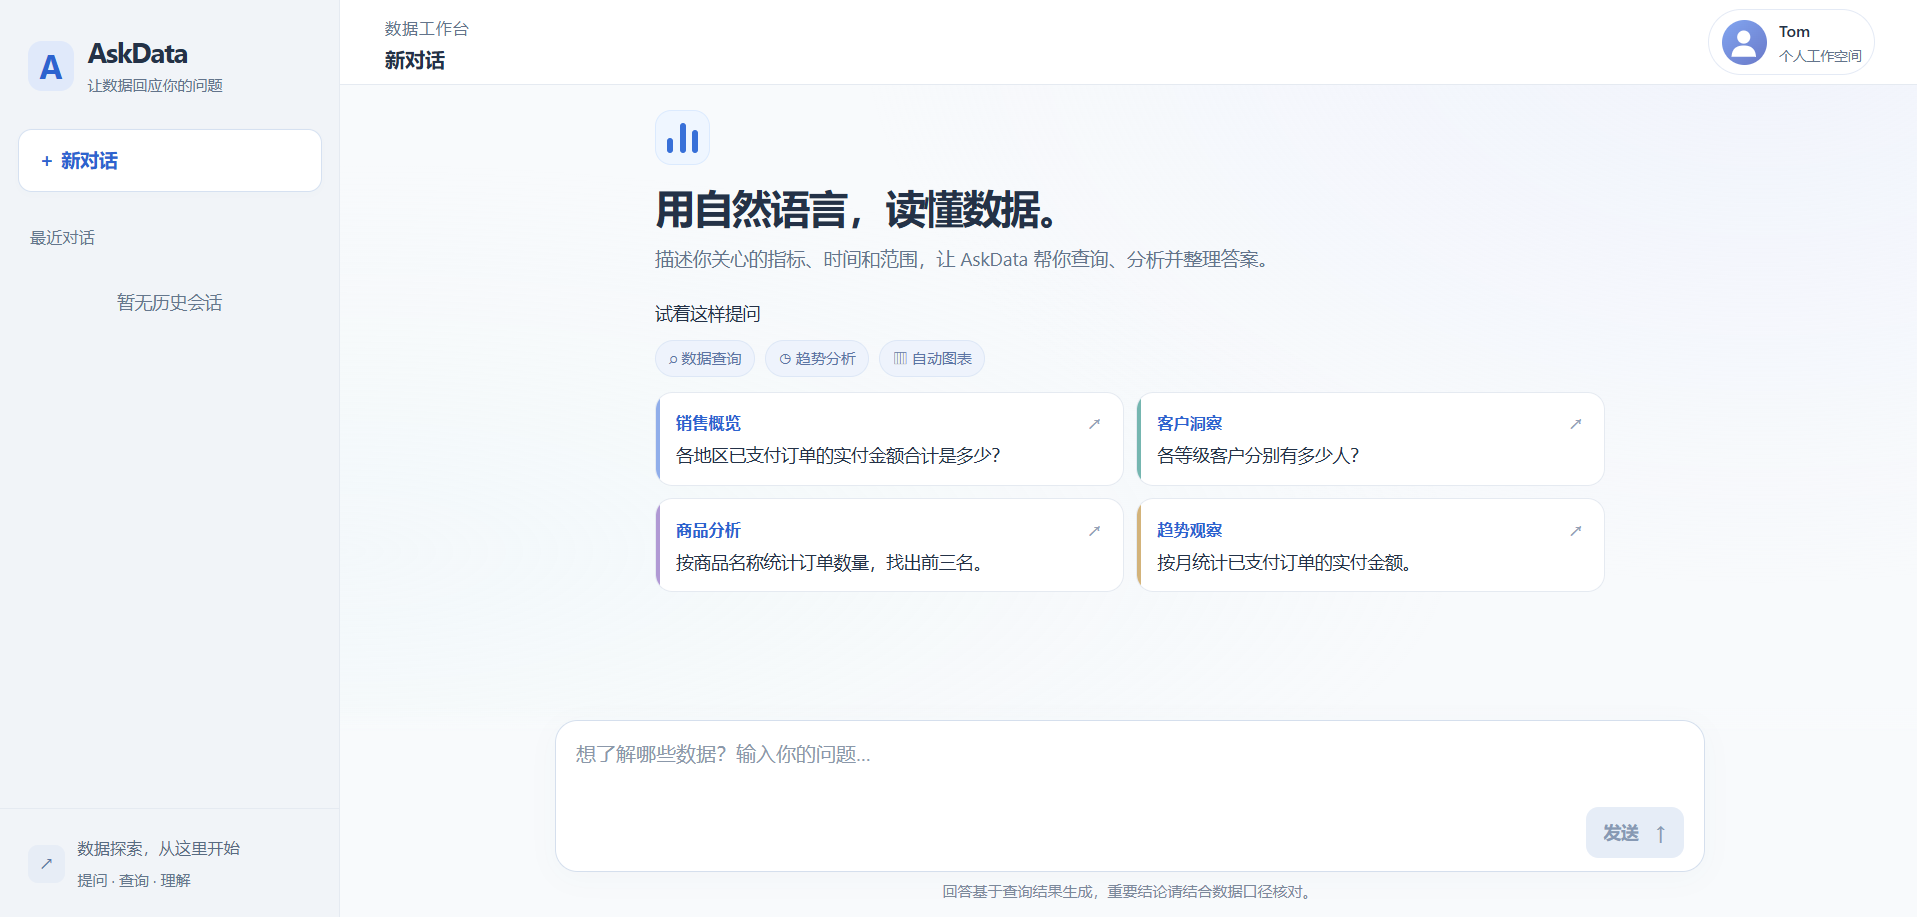 A
AskData
让数据回应你的问题
+ 新对话
最近对话
暂无历史会话
数据探索，从这里开始
提问 · 查询 · 理解
数据工作台
新对话
Tom
个人工作空间
用自然语言，读懂数据。
描述你关心的指标、时间和范围，让 AskData 帮你查询、分析并整理答案。
试着这样提问
数据查询
趋势分析
自动图表
销售概览
各地区已支付订单的实付金额合计是多少？
客户洞察
各等级客户分别有多少人？
商品分析
按商品名称统计订单数量，找出前三名。
趋势观察
按月统计已支付订单的实付金额。
想了解哪些数据？输入你的问题...
发送 ↑
回答基于查询结果生成，重要结论请结合数据口径核对。